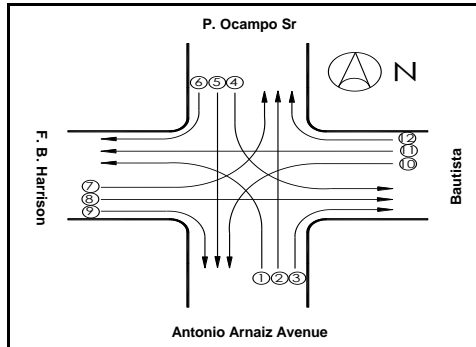 P. Ocampo Sr
N
6 5 4
F. B. Harrison
12
11
10
Bautista
7
8
9
1 2 3
Antonio Arnaiz Avenue